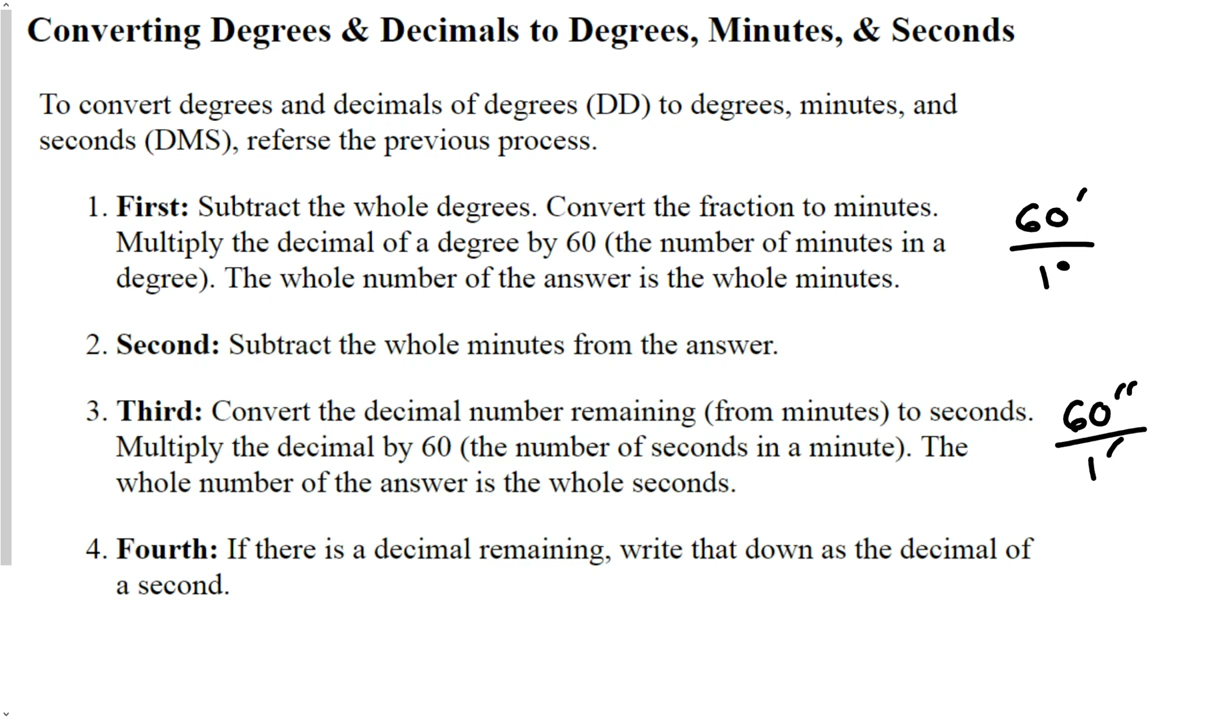 Converting Degrees & Decimals to Degrees, Minutes, & Seconds
To convert degrees and decimals of degrees (DD) to degrees, minutes, and
seconds (DMS), referse the previous process.
1. First: Subtract the whole degrees. Convert the fraction to minutes.
Multiply the decimal of a degree by 60 (the number of minutes in a
degree). The whole number of the answer is the whole minutes.
60′
1°
2. Second: Subtract the whole minutes from the answer.
3. Third: Convert the decimal number remaining (from minutes) to seconds.
Multiply the decimal by 60 (the number of seconds in a minute). The
whole number of the answer is the whole seconds.
60″
1′
4. Fourth: If there is a decimal remaining, write that down as the decimal of
a second.